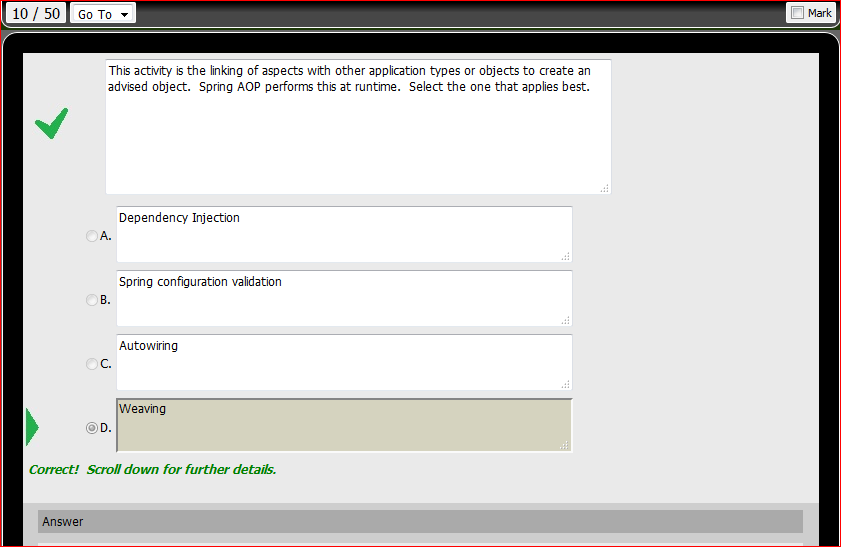 10 / 50 Go To Mark
This activity is the linking of aspects with other application types or objects to create an
advised object.  Spring AOP performs this at runtime.  Select the one that applies best.
Dependency Injection
A.
Spring configuration validation
B.
Autowiring
C.
Weaving
D.
Correct!  Scroll down for further details.
Answer